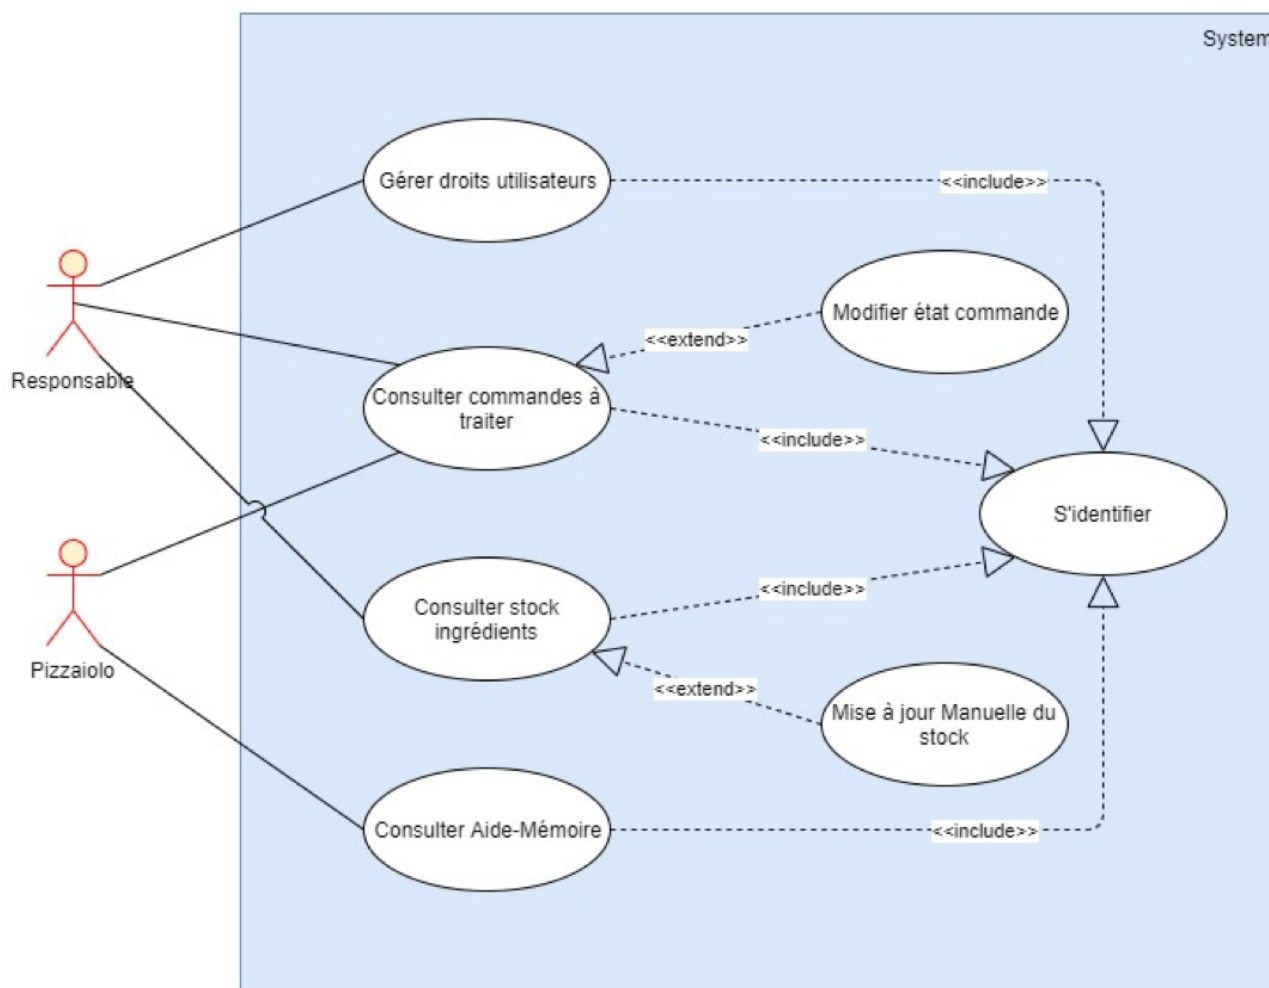 System
Gérer droits utilisateurs
<<include>>
Modifier état commande
<<extend>>
Responsable
Consulter commandes à
traiter
<<include>>
S'identifier
Consulter stock
ingrédients
<<include>>
Pizzaiolo
<<extend>>
Mise à jour Manuelle du
stock
Consulter Aide-Mémoire
<<include>>